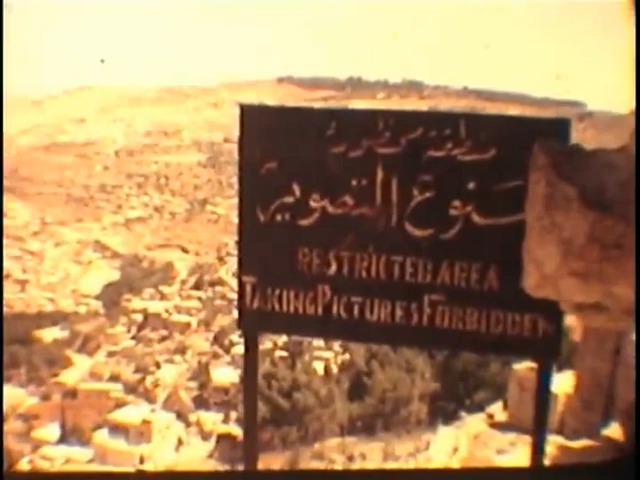 منطقة محظورة
ممنوع التصوير
RESTRICTED AREA
TAKING PICTURES FORBIDDEN